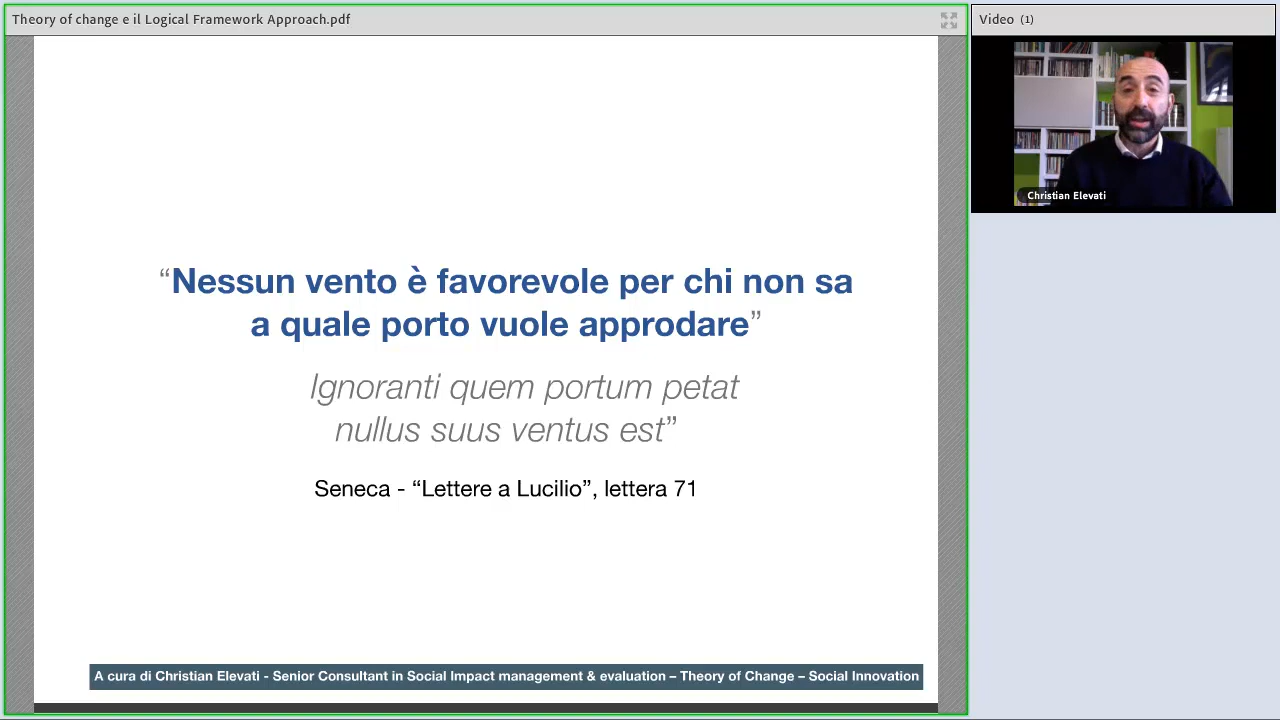 Theory of change e il Logical Framework Approach.pdf
Video (1)
Christian Elevati
“Nessun vento è favorevole per chi non sa
a quale porto vuole approdare”
Ignoranti quem portum petat
nullus suus ventus est”
Seneca - “Lettere a Lucilio”, lettera 71
A cura di Christian Elevati - Senior Consultant in Social Impact management & evaluation – Theory of Change – Social Innovation